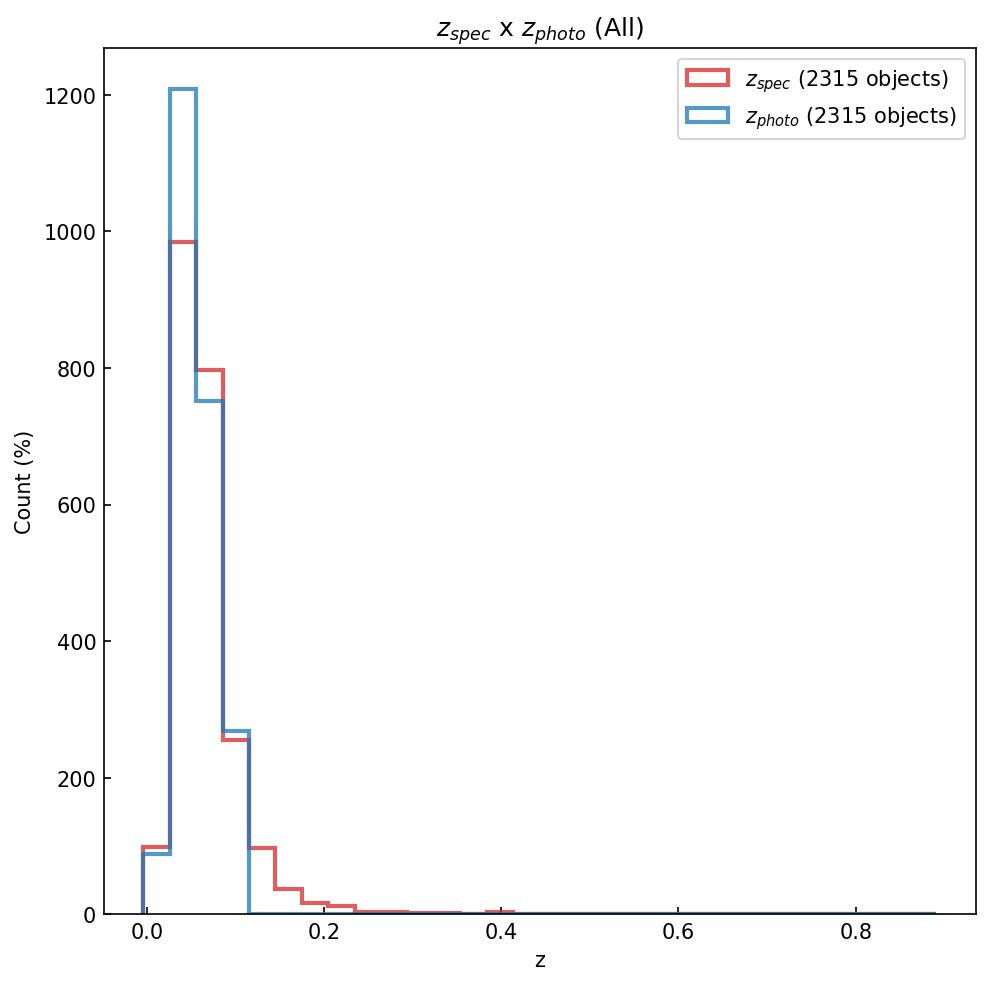 z_spec x z_photo (All)
z_spec (2315 objects)
z_photo (2315 objects)
Count (%)
1200
1000
800
600
400
200
0
0.0 0.2 0.4 0.6 0.8
z